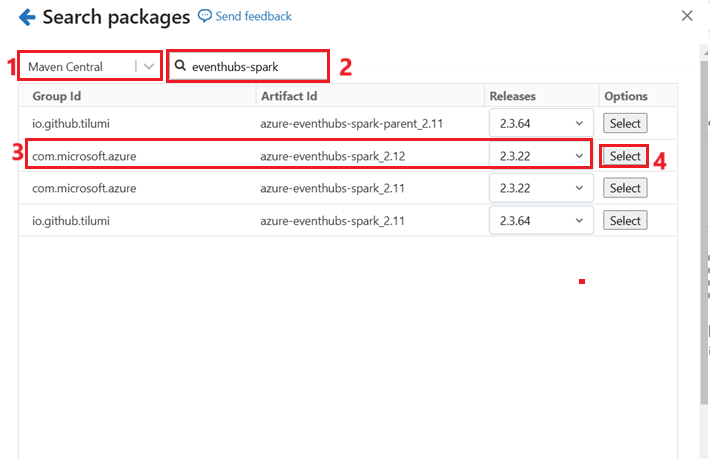 Search packages Send feedback
1 Maven Central eventhubs-spark 2
Group Id Artifact Id Releases Options
io.github.tilumi azure-eventhubs-spark-parent_2.11 2.3.64 Select
3 com.microsoft.azure azure-eventhubs-spark_2.12 2.3.22 Select 4
com.microsoft.azure azure-eventhubs-spark_2.11 2.3.22 Select
io.github.tilumi azure-eventhubs-spark_2.11 2.3.64 Select